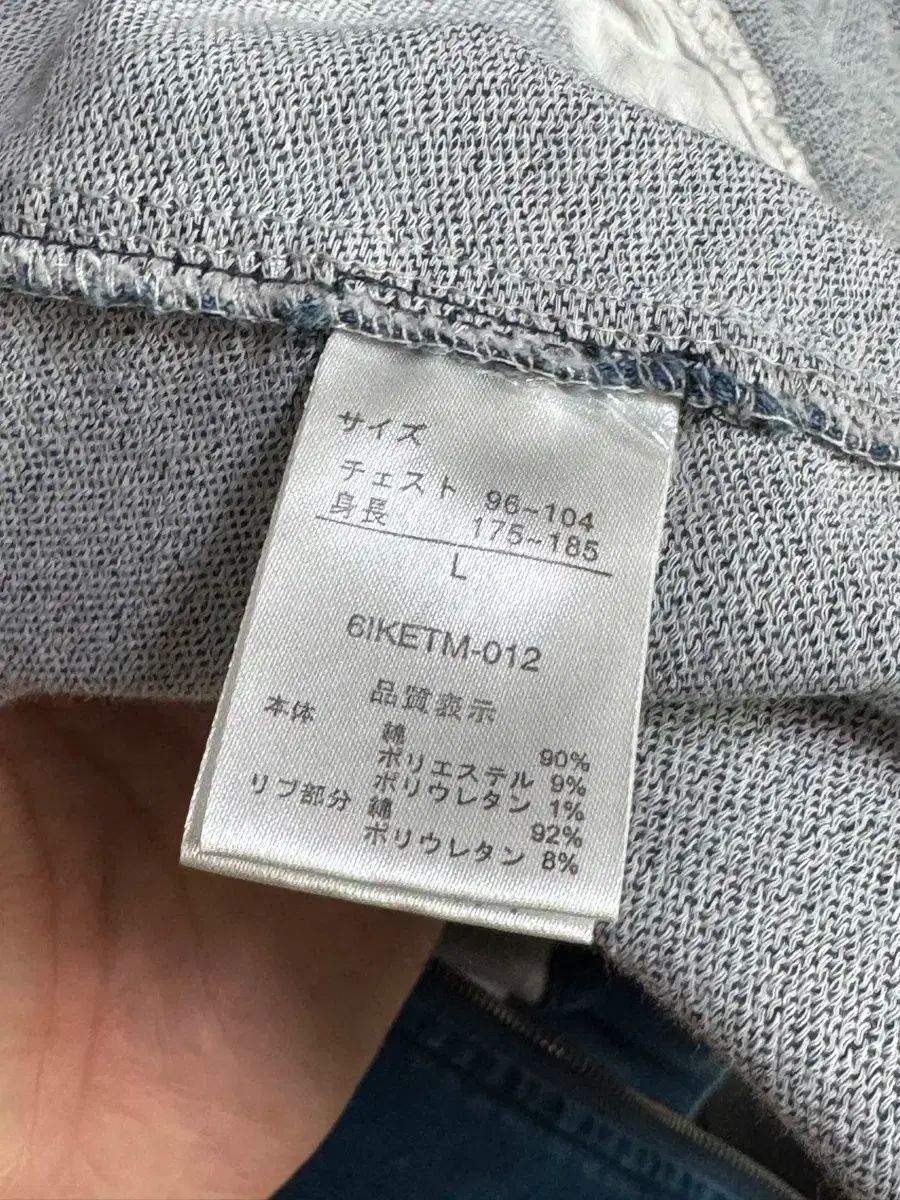 サイズ
チェスト 96~104
身長 175~185
L
6IKETM-012
品質表示
本体 綿 90%
ポリエステル 9%
ポリウレタン 1%
リブ部分 綿 92%
ポリウレタン 8%